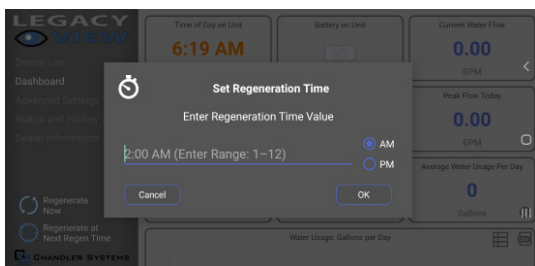 LEGACY
VIEW
Device List
Dashboard
Advanced Settings
Status and History
Dealer Information
Regenerate
Now
Regenerate at
Next Regen Time
CHANDLER SYSTEMS
Time of Day on Unit
6:19 AM
Battery on Unit
Current Water Flow
0.00
GPM
Peak Flow Today
0.00
GPM
Average Water Usage Per Day
0
Gallons
Set Regeneration Time
Enter Regeneration Time Value
2:00 AM (Enter Range: 1-12)
AM
PM
Cancel
OK
Water Usage: Gallons per Day